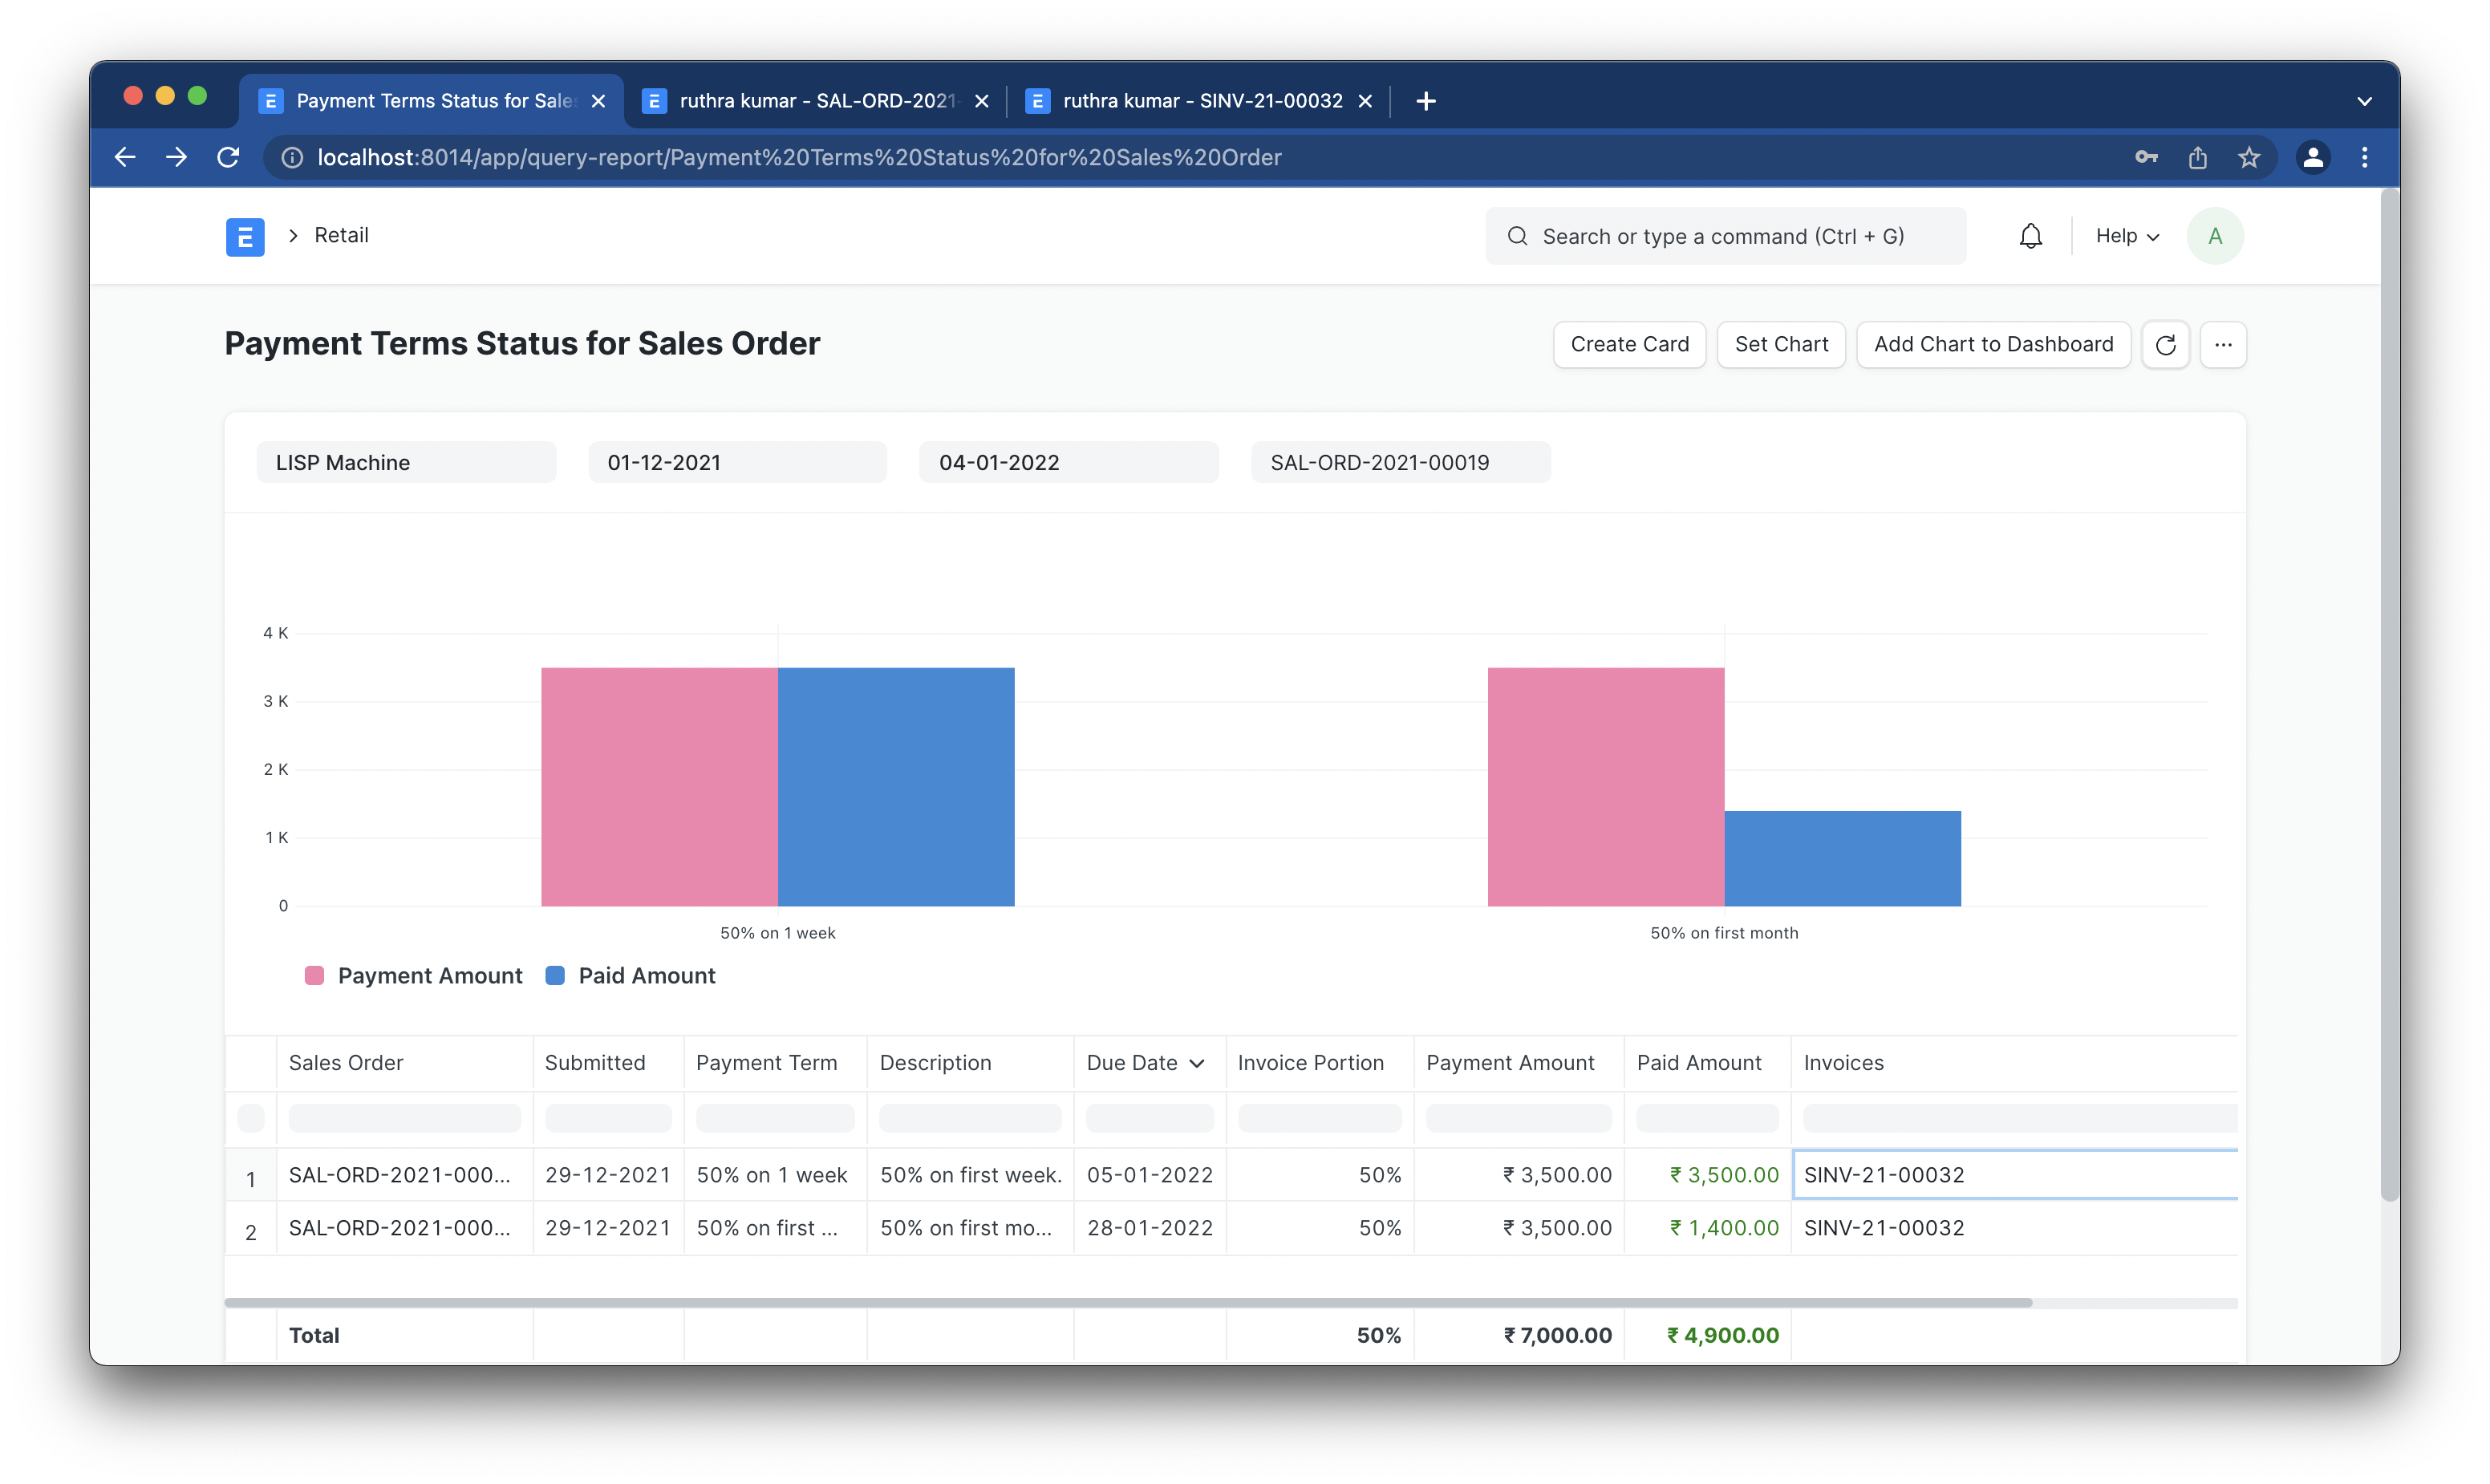 Payment Terms Status for Sales
ruthra kumar - SAL-ORD-2021-
ruthra kumar - SINV-21-00032
localhost:8014/app/query-report/Payment%20Terms%20Status%20for%20Sales%20Order
E
Retail
Search or type a command (Ctrl + G)
Help
A
Payment Terms Status for Sales Order
Create Card
Set Chart
Add Chart to Dashboard
...
LISP Machine
01-12-2021
04-01-2022
SAL-ORD-2021-00019
4 K
3 K
2 K
1 K
0
50% on 1 week
50% on first month
Payment Amount
Paid Amount
Sales Order Submitted Payment Term Description Due Date Invoice Portion Payment Amount Paid Amount Invoices
1 SAL-ORD-2021-000... 29-12-2021 50% on 1 week 50% on first week. 05-01-2022 50% ₹ 3,500.00 ₹ 3,500.00 SINV-21-00032
2 SAL-ORD-2021-000... 29-12-2021 50% on first ... 50% on first mo... 28-01-2022 50% ₹ 3,500.00 ₹ 1,400.00 SINV-21-00032
Total 50% ₹ 7,000.00 ₹ 4,900.00